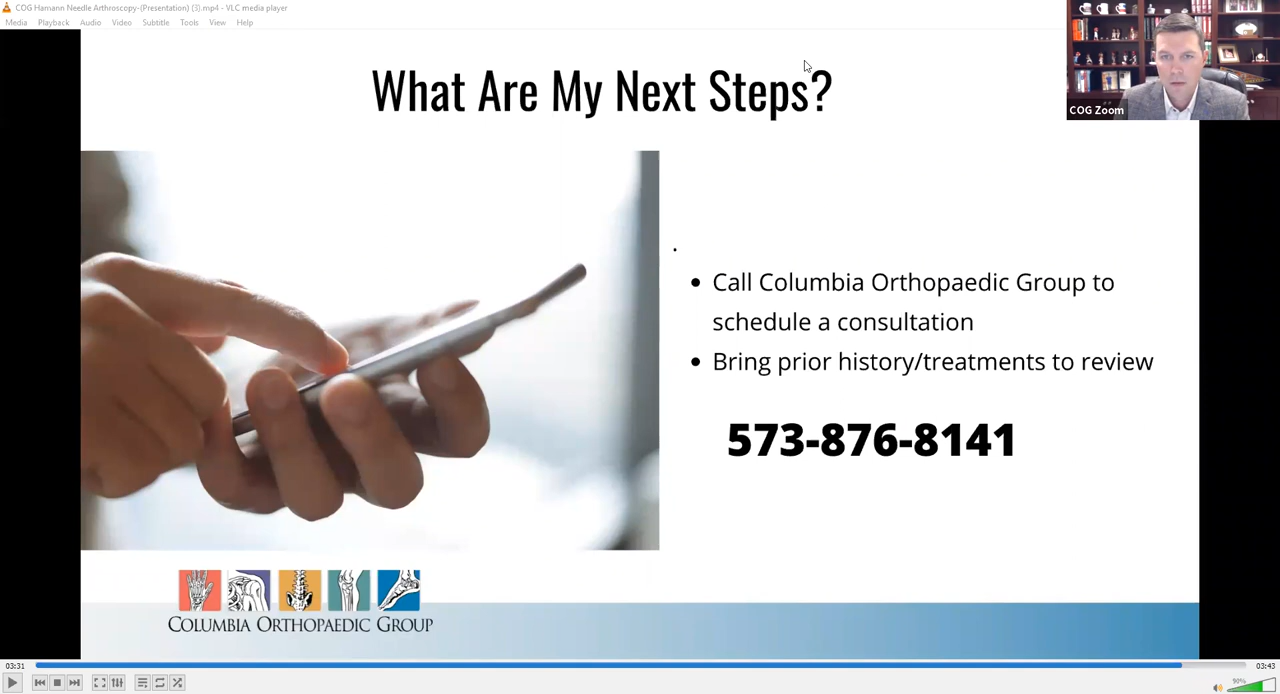 COG Hamann Needle Arthroscopy-(Presentation) (3).mp4 - VLC media player
Media Playback Audio Video Subtitle Tools View Help
COG Zoom
What Are My Next Steps?
• Call Columbia Orthopaedic Group to
schedule a consultation
• Bring prior history/treatments to review
573-876-8141
COLUMBIA ORTHOPAEDIC GROUP
03:31
03:43
90%